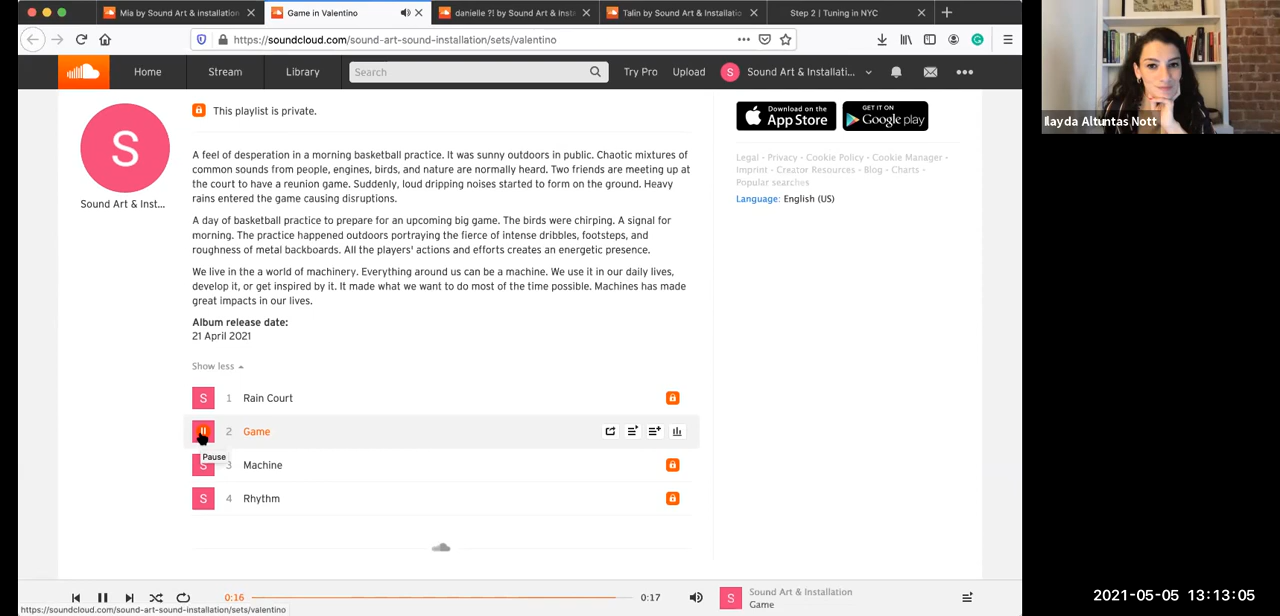 Mia by Sound Art & installation
Game in Valentino
danielle ?! by Sound Art & Insta
Talin by Sound Art & Installatio
Step 2 | Tuning in NYC
https://soundcloud.com/sound-art-sound-installation/sets/valentino
Home
Stream
Library
Search
Try Pro
Upload
S
Sound Art & Installati...
Ilayda Altuntas Nott
S
Sound Art & Inst...
This playlist is private.
A feel of desperation in a morning basketball practice. It was sunny outdoors in public. Chaotic mixtures of
common sounds from people, engines, birds, and nature are normally heard. Two friends are meeting up at
the court to have a reunion game. Suddenly, loud dripping noises started to form on the ground. Heavy
rains entered the game causing disruptions.
A day of basketball practice to prepare for an upcoming big game. The birds were chirping. A signal for
morning. The practice happened outdoors portraying the fierce of intense dribbles, footsteps, and
roughness of metal backboards. All the players' actions and efforts creates an energetic presence.
We live in the a world of machinery. Everything around us can be a machine. We use it in our daily lives,
develop it, or get inspired by it. It made what we want to do most of the time possible. Machines has made
great impacts in our lives.
Album release date:
21 April 2021
Show less
S 1 Rain Court
2 Game
Pause
S 3 Machine
S 4 Rhythm
Download on the
App Store
GET IT ON
Google play
Legal - Privacy - Cookie Policy - Cookie Manager -
Imprint - Creator Resources - Blog - Charts -
Popular searches
Language: English (US)
0:16
0:17
S
Sound Art & Installation
Game
https://soundcloud.com/sound-art-sound-installation/sets/valentino
2021-05-05 13:13:05